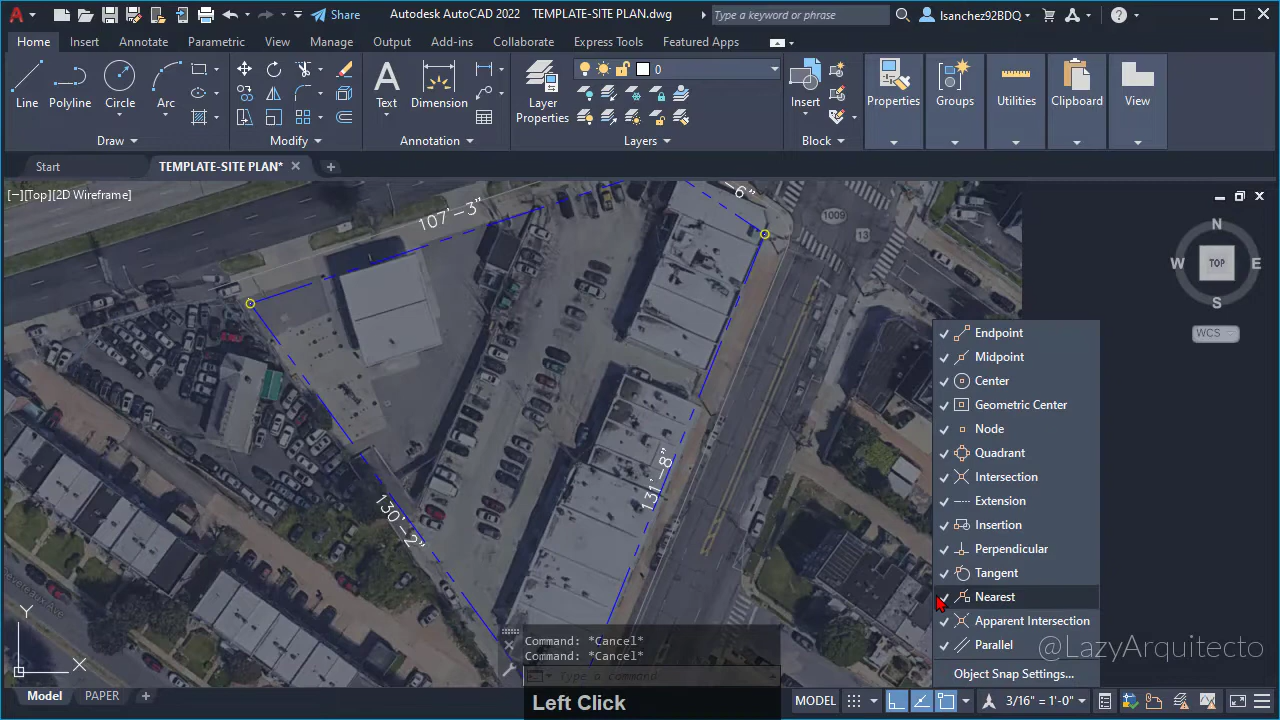 Share
Autodesk AutoCAD 2022
TEMPLATE-SITE PLAN.dwg
Type a keyword or phrase
lsanchez92BDQ
Home
Insert
Annotate
Parametric
View
Manage
Output
Add-ins
Collaborate
Express Tools
Featured Apps
0
Line
Polyline
Circle
Arc
Text
Dimension
Layer
Properties
Insert
Properties
Groups
Utilities
Clipboard
View
Draw
Modify
Annotation
Layers
Block
Start
TEMPLATE-SITE PLAN*
[−][Top][2D Wireframe]
107'-3"
-6"
1009
13
131'-8"
130'-2"
N
W
TOP
E
S
WCS
Endpoint
Midpoint
Center
Geometric Center
Node
Quadrant
Intersection
Extension
Insertion
Perpendicular
Tangent
Nearest
Apparent Intersection
Parallel
Object Snap Settings...
@LazyArquitecto
Y
X
Command: *Cancel*
Command: *Cancel*
Type a command
Left Click
Model
PAPER
MODEL
3/16" = 1'-0"